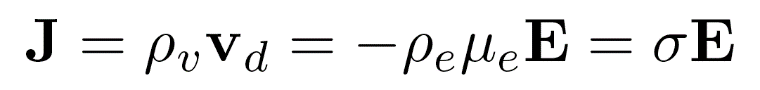 𝐉 = ρ_v 𝐯_d = −ρ_e μ_e 𝐄 = σ𝐄